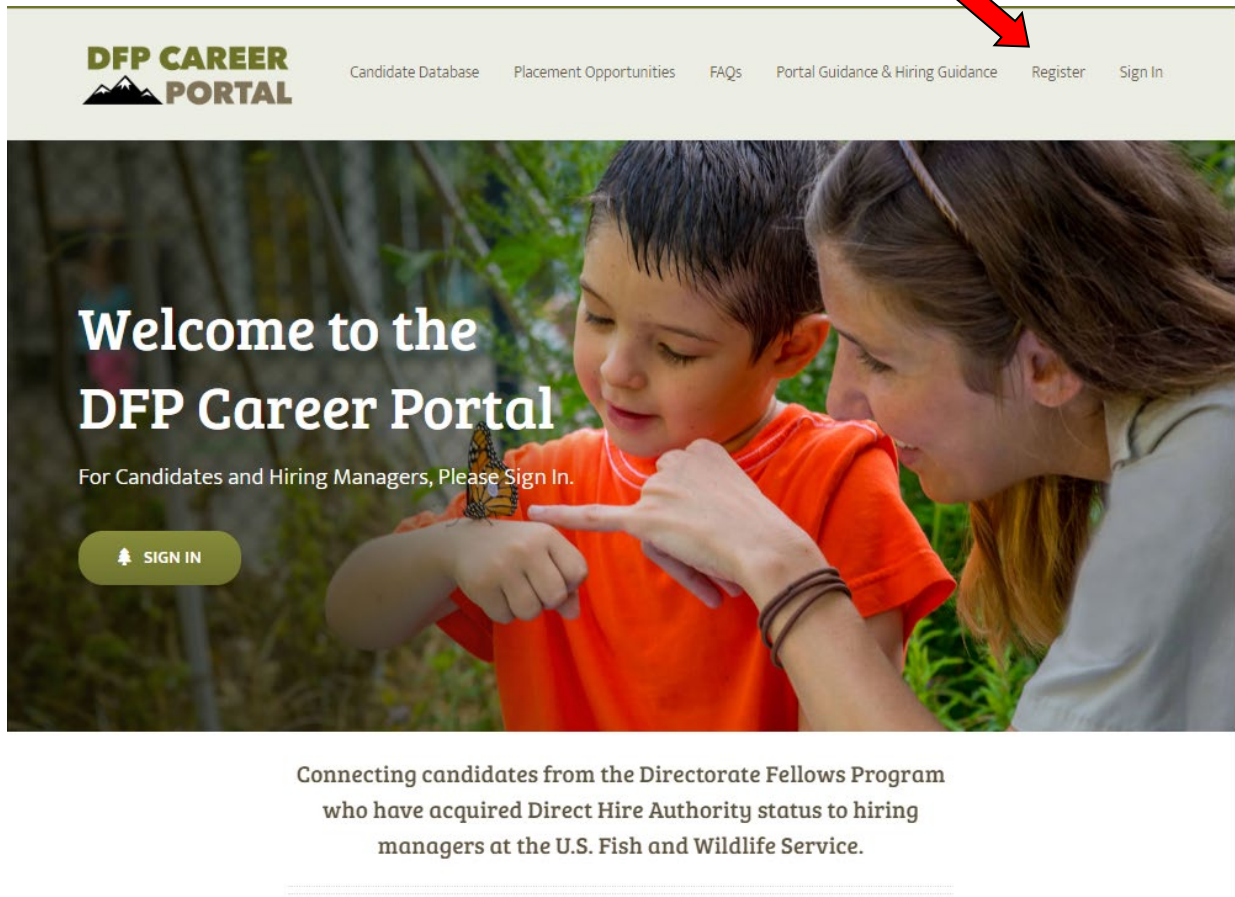 DFP CAREER
PORTAL
Candidate Database Placement Opportunities FAQs Portal Guidance & Hiring Guidance Register Sign In
Welcome to the
DFP Career Portal
For Candidates and Hiring Managers, Please Sign In.
SIGN IN
Connecting candidates from the Directorate Fellows Program
who have acquired Direct Hire Authority status to hiring
managers at the U.S. Fish and Wildlife Service.